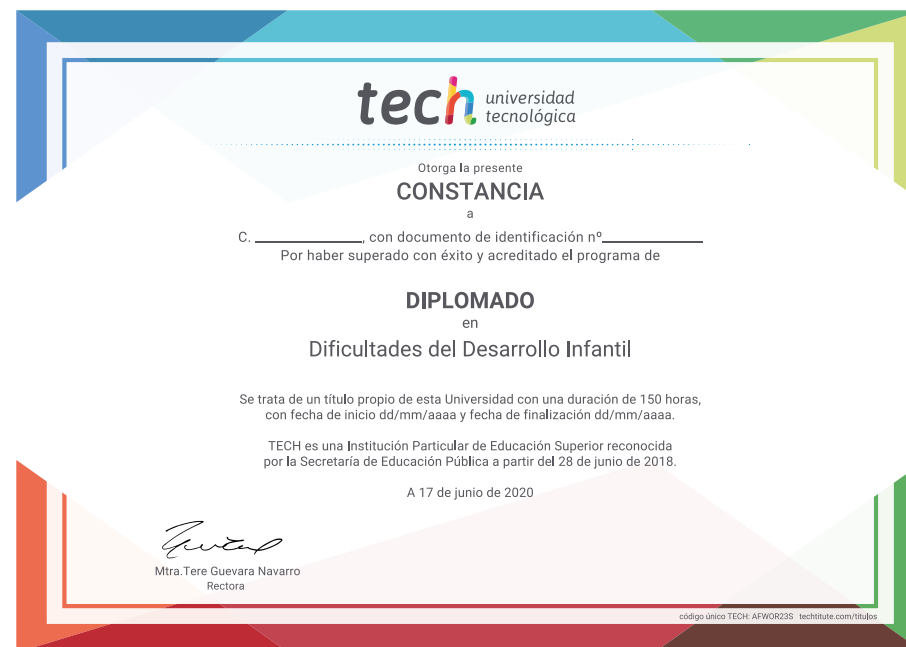 tech universidad
tecnológica
Otorga la presente
CONSTANCIA
a
C. ____________, con documento de identificación nº____________
Por haber superado con éxito y acreditado el programa de
DIPLOMADO
en
Dificultades del Desarrollo Infantil
Se trata de un título propio de esta Universidad con una duración de 150 horas,
con fecha de inicio dd/mm/aaaa y fecha de finalización dd/mm/aaaa.
TECH es una Institución Particular de Educación Superior reconocida
por la Secretaría de Educación Pública a partir del 28 de junio de 2018.
A 17 de junio de 2020
Mtra.Tere Guevara Navarro
Rectora
código único TECH: AFWOR23S techtitute.com/titulos